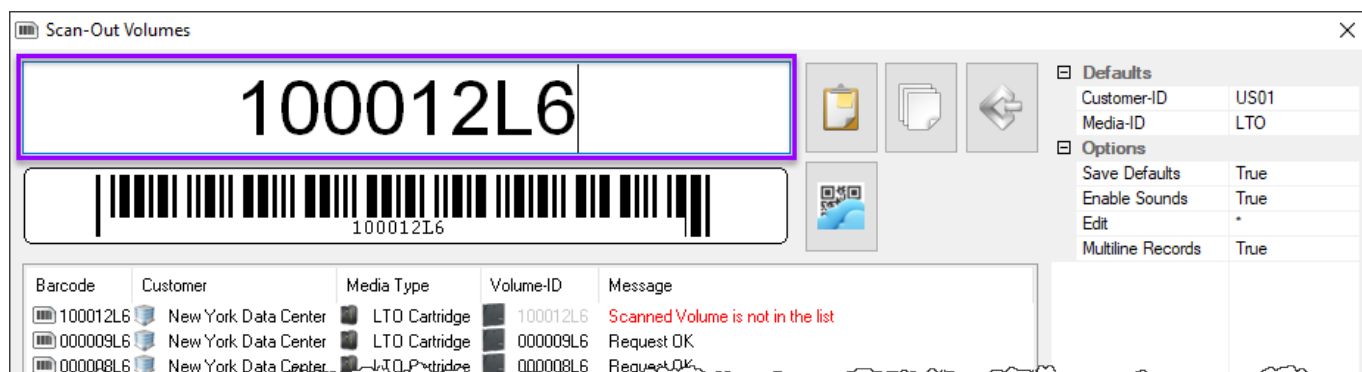 Scan-Out Volumes
100012L6
100012L6
Defaults
Customer-ID US01
Media-ID LTO
Options
Save Defaults True
Enable Sounds True
Edit *
Multiline Records True
Barcode Customer Media Type Volume-ID Message
100012L6 New York Data Center LTO Cartridge 100012L6 Scanned Volume is not in the list
000009L6 New York Data Center LTO Cartridge 000009L6 Request OK
000008L6 New York Data Center LTO Cartridge 000008L6 Request OK